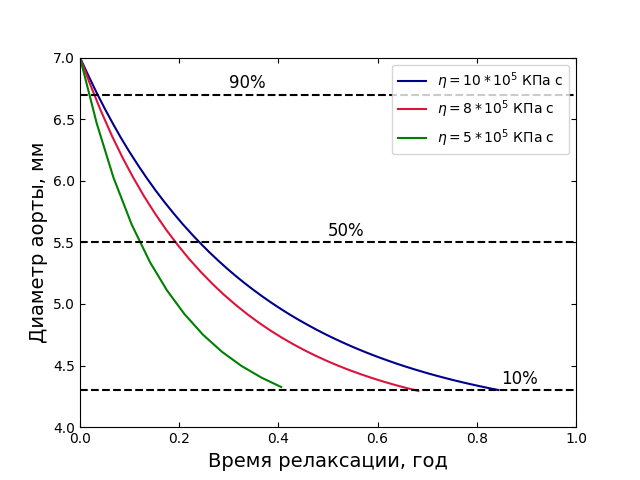 7.0
6.5
6.0
5.5
5.0
4.5
4.0
Диаметр аорты, мм
90%
50%
10%
η = 10 * 10⁵ КПа с
η = 8 * 10⁵ КПа с
η = 5 * 10⁵ КПа с
0.0 0.2 0.4 0.6 0.8 1.0
Время релаксации, год